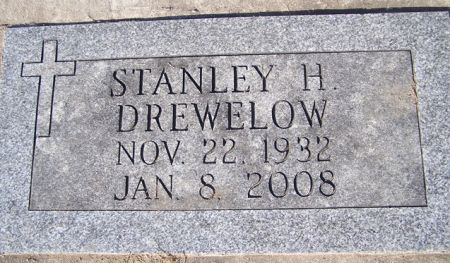 STANLEY H.
DREWELOW
NOV. 22, 1932
JAN. 8, 2008